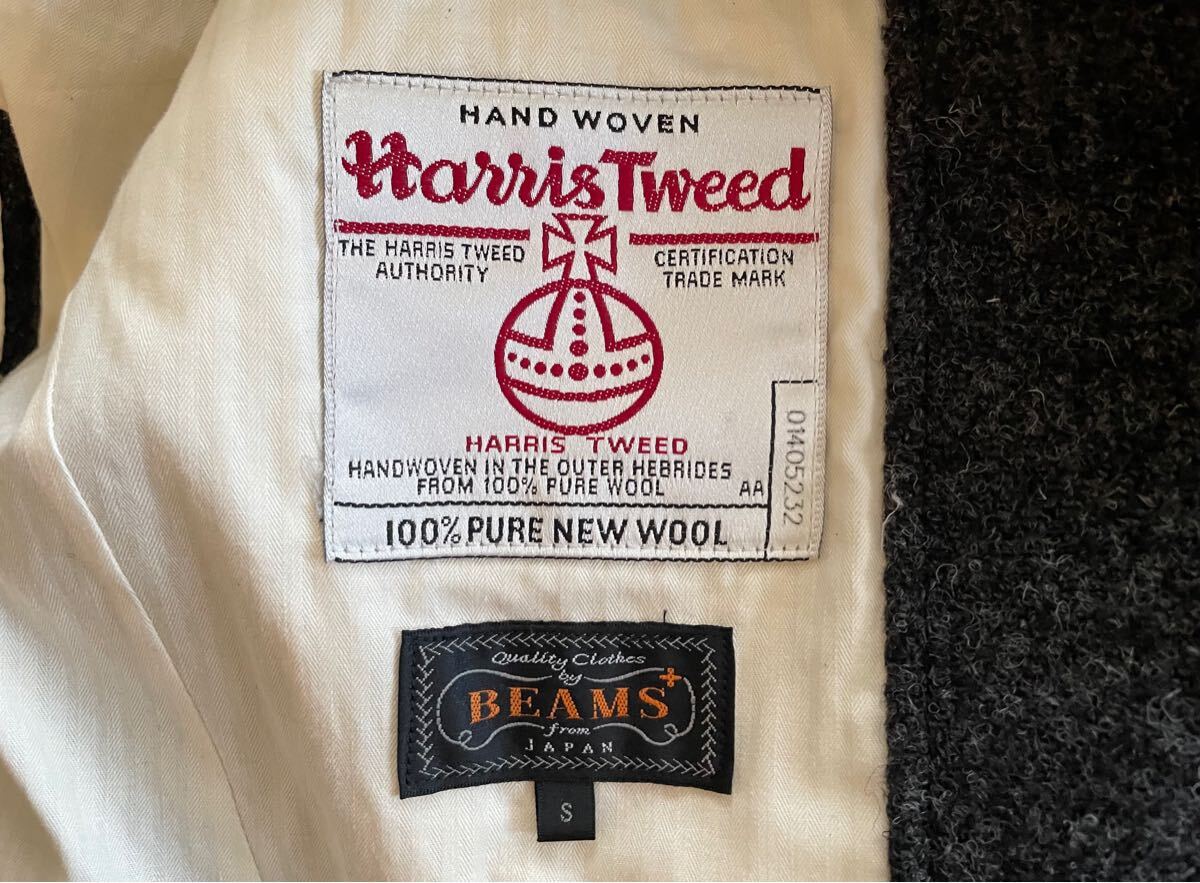 HAND WOVEN
Harris Tweed
THE HARRIS TWEED
AUTHORITY
CERTIFICATION
TRADE MARK
HARRIS TWEED
HANDWOVEN IN THE OUTER HEBRIDES
FROM 100% PURE WOOL
AA
01405232
100% PURE NEW WOOL
Quality Clothes
by
BEAMS+
from
JAPAN
S